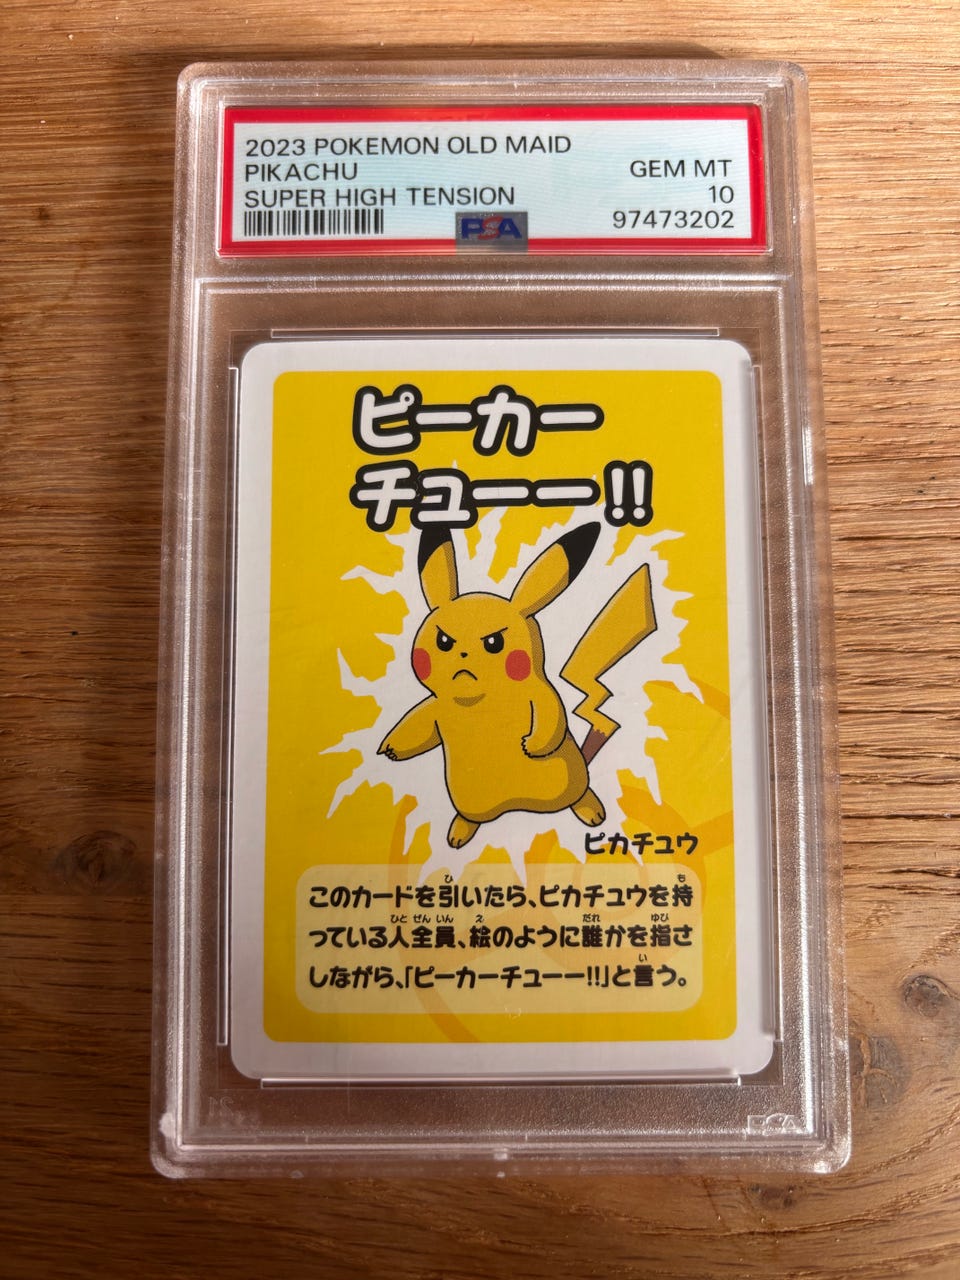 2023 POKEMON OLD MAID
PIKACHU
GEM MT
SUPER HIGH TENSION
10
PSA
97473202
ピーカー
チューーー!!
ピカチュウ
このカードを引いたら、ピカチュウを持
っている人全員、絵のように誰かを指さ
しながら、「ピーカーチューー!!」と言う。
PSA